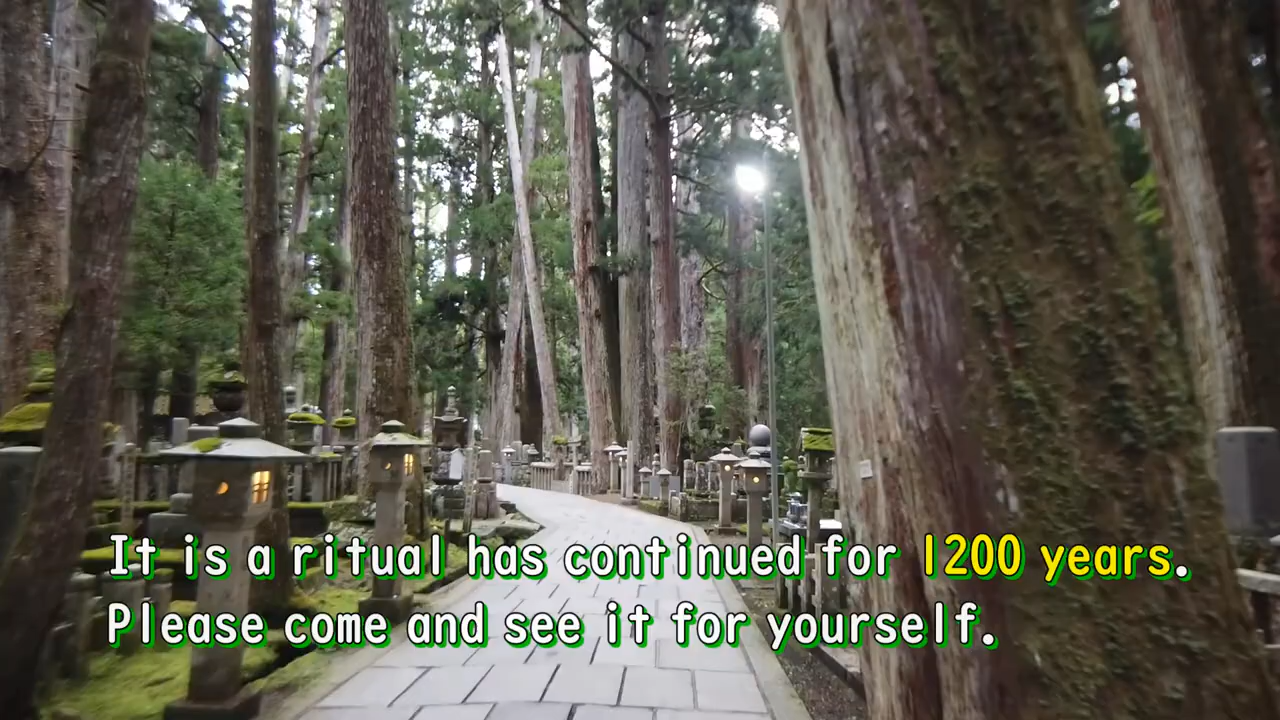 It is a ritual has continued for 1200 years.
Please come and see it for yourself.